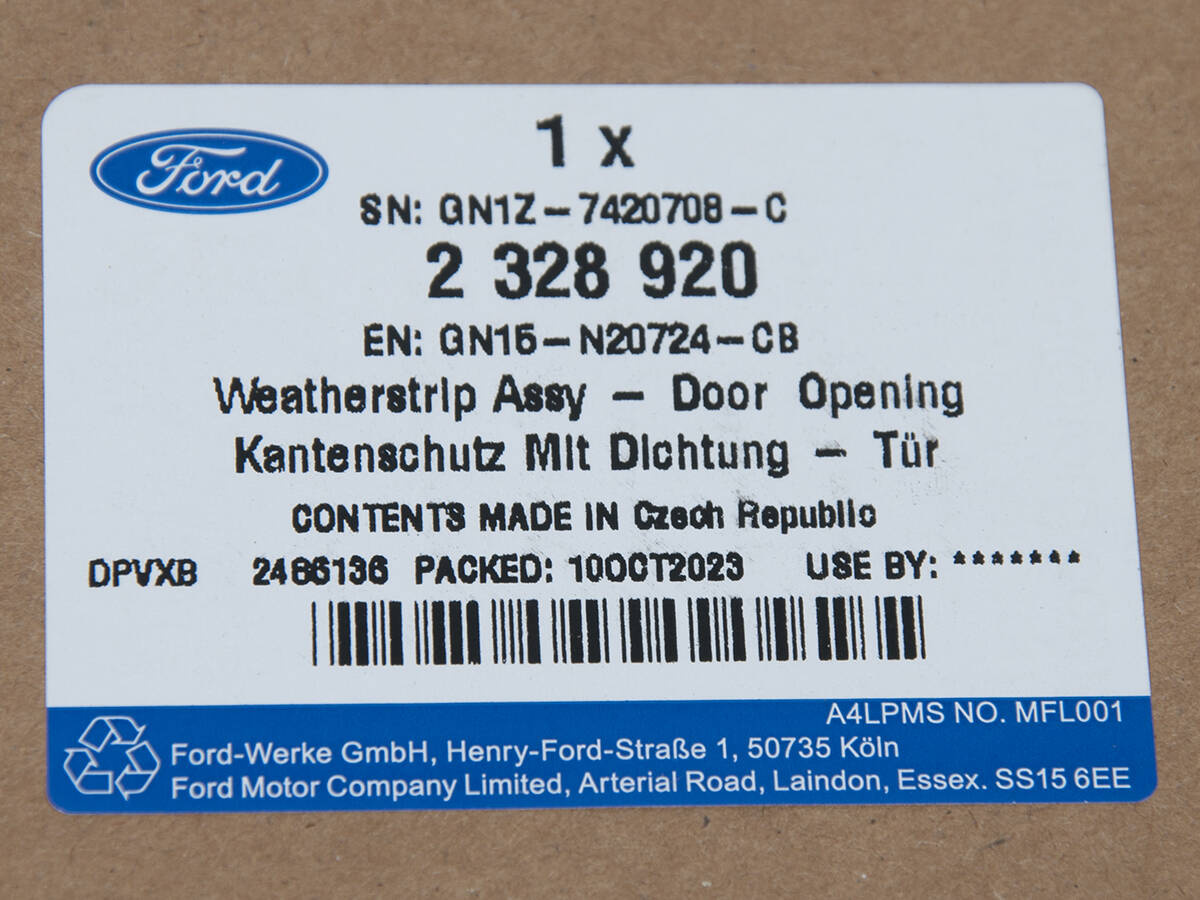 Ford
1 x
SN: GN1Z-7420708-C
2 328 920
EN: GN15-N20724-CB
Weatherstrip Assy - Door Opening
Kantenschutz Mit Dichtung - Tür
CONTENTS MADE IN Czech Republic
DPVXB 2486136 PACKED: 10OCT2023 USE BY: *******
A4LPMS NO. MFL001
Ford-Werke GmbH, Henry-Ford-Straße 1, 50735 Köln
Ford Motor Company Limited, Arterial Road, Laindon, Essex. SS15 6EE